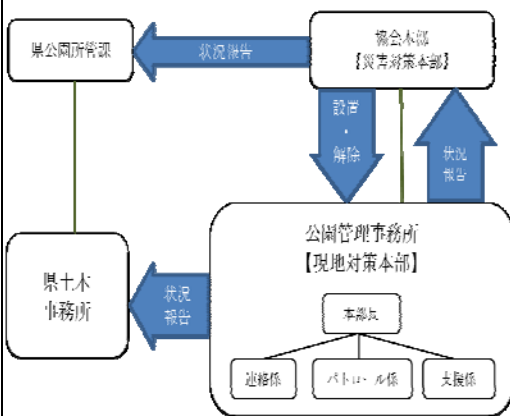 県公園所管課
状況報告
協会本部
【災害対策本部】
設置
・
解除
状況
報告
公園管理事務所
【現地対策本部】
県土木
事務所
状況
報告
本部長
連絡係
パトロール係
支援係